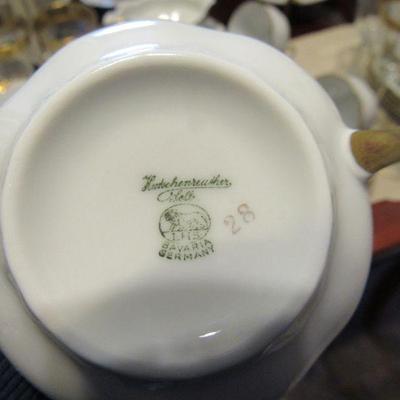 Hutschenreuther
Selb
L.H.S.
BAVARIA
GERMANY
28